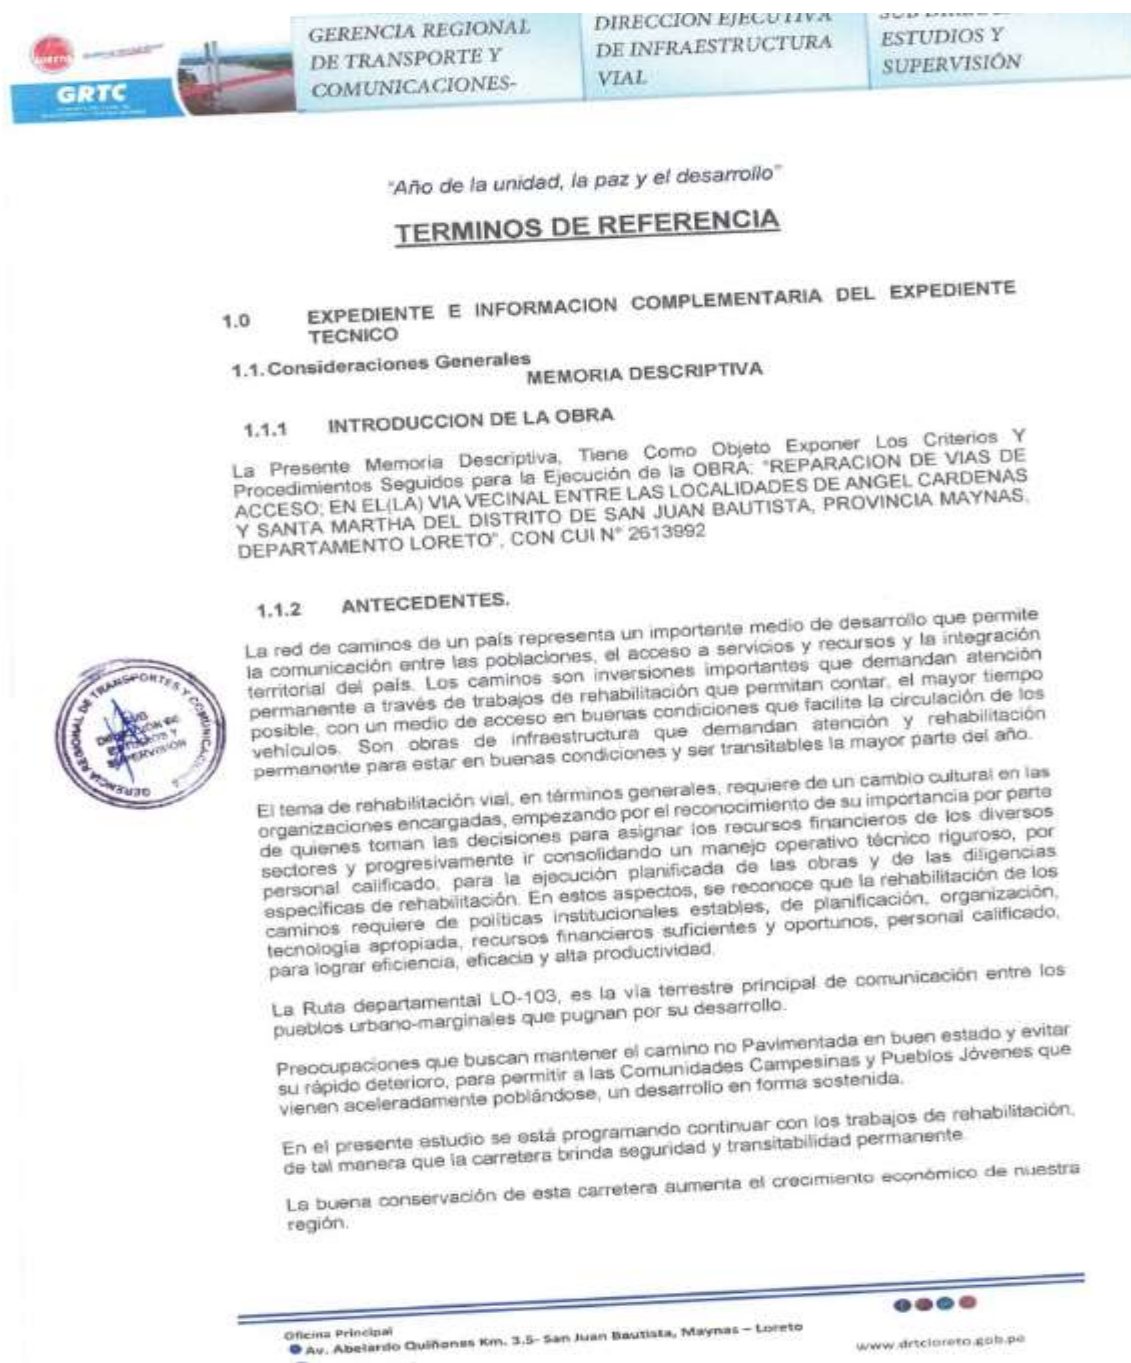 GERENCIA REGIONAL
DE TRANSPORTE Y
COMUNICACIONES-
DIRECCION EJECUTIVA
DE INFRAESTRUCTURA
VIAL
ESTUDIOS Y
SUPERVISIÓN
LORETO
GRTC
"Año de la unidad, la paz y el desarrollo"
TERMINOS DE REFERENCIA
1.0 EXPEDIENTE E INFORMACION COMPLEMENTARIA DEL EXPEDIENTE
TECNICO
1.1. Consideraciones Generales
MEMORIA DESCRIPTIVA
1.1.1 INTRODUCCION DE LA OBRA
La Presente Memoria Descriptiva, Tiene Como Objeto Exponer Los Criterios Y
Procedimientos Seguidos para la Ejecución de la OBRA: "REPARACION DE VIAS DE
ACCESO; EN EL(LA) VIA VECINAL ENTRE LAS LOCALIDADES DE ANGEL CARDENAS
Y SANTA MARTHA DEL DISTRITO DE SAN JUAN BAUTISTA, PROVINCIA MAYNAS,
DEPARTAMENTO LORETO", CON CUI N° 2613992
1.1.2 ANTECEDENTES.
La red de caminos de un país representa un importante medio de desarrollo que permite
la comunicación entre las poblaciones, el acceso a servicios y recursos y la integración
territorial del país. Los caminos son inversiones importantes que demandan atención
permanente a través de trabajos de rehabilitación que permitan contar, el mayor tiempo
posible, con un medio de acceso en buenas condiciones que facilite la circulación de los
vehículos. Son obras de infraestructura que demandan atención y rehabilitación
permanente para estar en buenas condiciones y ser transitables la mayor parte del año.
GERENCIA REGIONAL DE TRANSPORTES Y COMUNICACIONES
SUB
DIRECCION DE
ESTUDIOS Y
SUPERVISIÓN
El tema de rehabilitación vial, en términos generales, requiere de un cambio cultural en las
organizaciones encargadas, empezando por el reconocimiento de su importancia por parte
de quienes toman las decisiones para asignar los recursos financieros de los diversos
sectores y progresivamente ir consolidando un manejo operativo técnico riguroso, por
personal calificado, para la ejecución planificada de las obras y de las diligencias
específicas de rehabilitación. En estos aspectos, se reconoce que la rehabilitación de los
caminos requiere de políticas institucionales estables, de planificación, organización,
tecnología apropiada, recursos financieros suficientes y oportunos, personal calificado,
para lograr eficiencia, eficacia y alta productividad.
La Ruta departamental LO-103, es la vía terrestre principal de comunicación entre los
pueblos urbano-marginales que pugnan por su desarrollo.
Preocupaciones que buscan mantener el camino no Pavimentada en buen estado y evitar
su rápido deterioro, para permitir a las Comunidades Campesinas y Pueblos Jóvenes que
vienen aceleradamente poblándose, un desarrollo en forma sostenida.
En el presente estudio se está programando continuar con los trabajos de rehabilitación,
de tal manera que la carretera brinda seguridad y transitabilidad permanente.
La buena conservación de esta carretera aumenta el crecimiento económico de nuestra
región.
Oficina Principal
Av. Abelardo Quiñones Km. 3.5- San Juan Bautista, Maynas – Loreto
www.drtcloreto.gob.pe